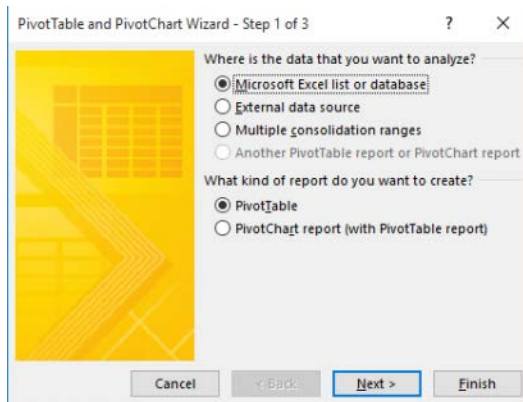 PivotTable and PivotChart Wizard - Step 1 of 3 ?
Where is the data that you want to analyze?
Microsoft Excel list or database
External data source
Multiple consolidation ranges
Another PivotTable report or PivotChart report
What kind of report do you want to create?
PivotTable
PivotChart report (with PivotTable report)
Cancel < Back Next > Finish